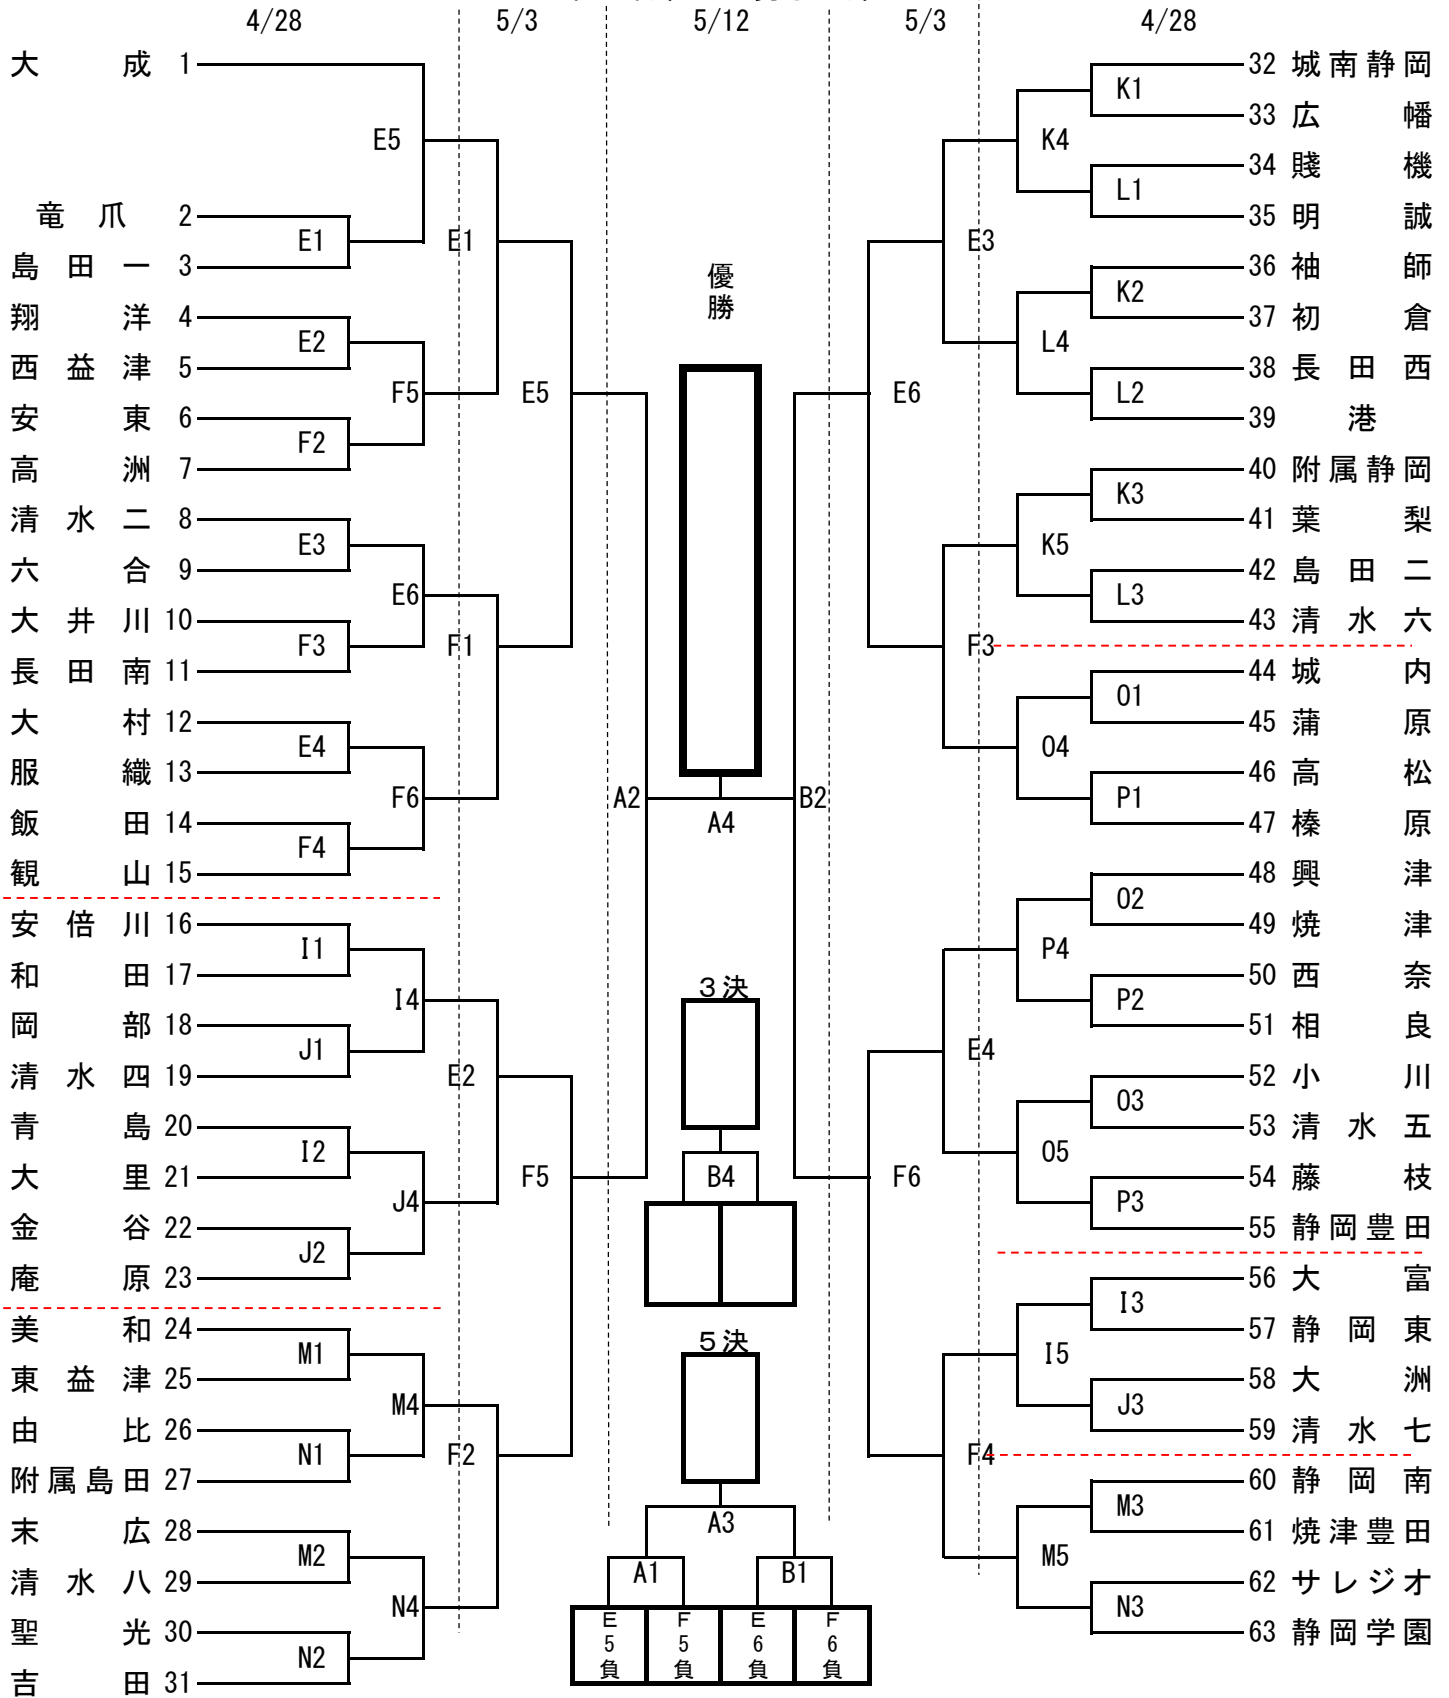 4/28 5/3 5/12 5/3 4/28
大成 1
竜爪 2
島田一 3
翔洋 4
西益津 5
安東 6
高洲 7
清水二 8
六合 9
大井川 10
長田南 11
大村 12
服織 13
飯田 14
観山 15
安倍川 16
和田 17
岡部 18
清水四 19
青島 20
大里 21
金谷 22
庵原 23
美和 24
東益津 25
由比 26
附属島田 27
末広 28
清水八 29
聖光 30
吉田 31
E1
E2
F2
E3
F3
E4
F4
I1
J1
I2
J2
M1
N1
M2
N2
E5
F5
E6
F6
I4
J4
M4
N4
E1
F1
E2
F2
E5
F5
A2
優勝
A4
3決
B4
5決
A3
A1
B1
E5負
F5負
E6負
F6負
B2
E6
F6
E3
F3
E4
F4
K4
L4
K5
O4
P4
O5
I5
M5
K1
L1
K2
L2
K3
L3
O1
P1
O2
P2
O3
P3
I3
J3
M3
N3
32 城南静岡
33 広幡
34 賤機
35 明誠
36 袖師
37 初倉
38 長田西
39 港
40 附属静岡
41 葉梨
42 島田二
43 清水六
44 城内
45 蒲原
46 高松
47 榛原
48 興津
49 焼津
50 西奈
51 相良
52 小川
53 清水五
54 藤枝
55 静岡豊田
56 大富
57 静岡東
58 大洲
59 清水七
60 静岡南
61 焼津豊田
62 サレジオ
63 静岡学園